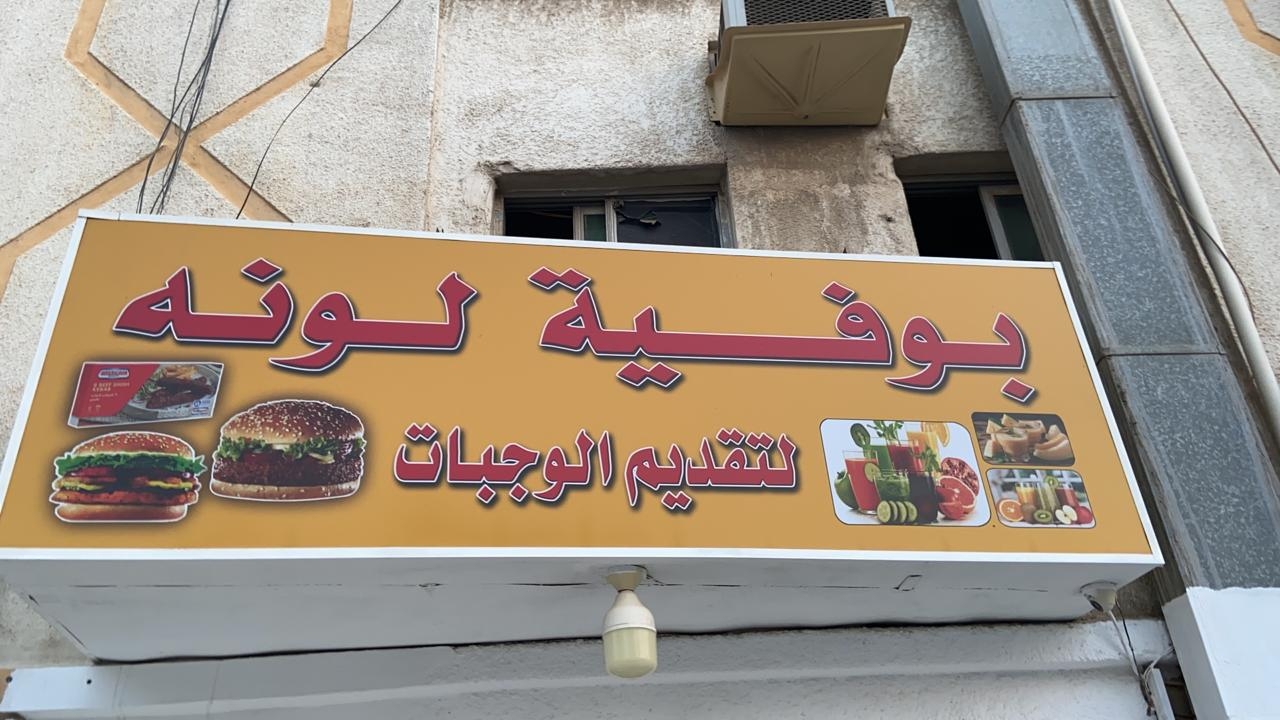 بوفية لونه
لتقديم الوجبات